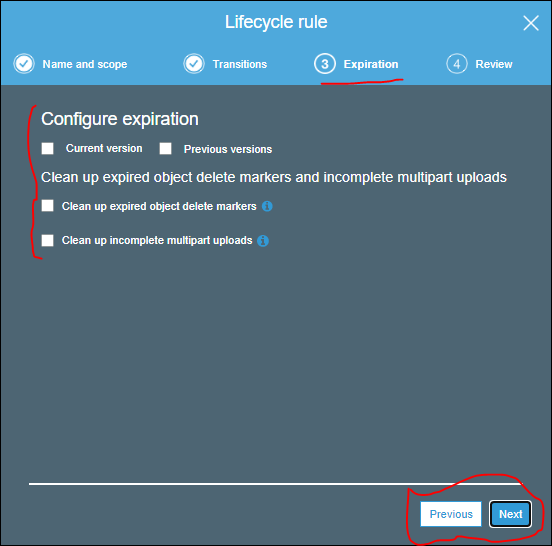 Lifecycle rule
Name and scope Transitions 3 Expiration 4 Review
Configure expiration
Current version Previous versions
Clean up expired object delete markers and incomplete multipart uploads
Clean up expired object delete markers i
Clean up incomplete multipart uploads i
Previous Next